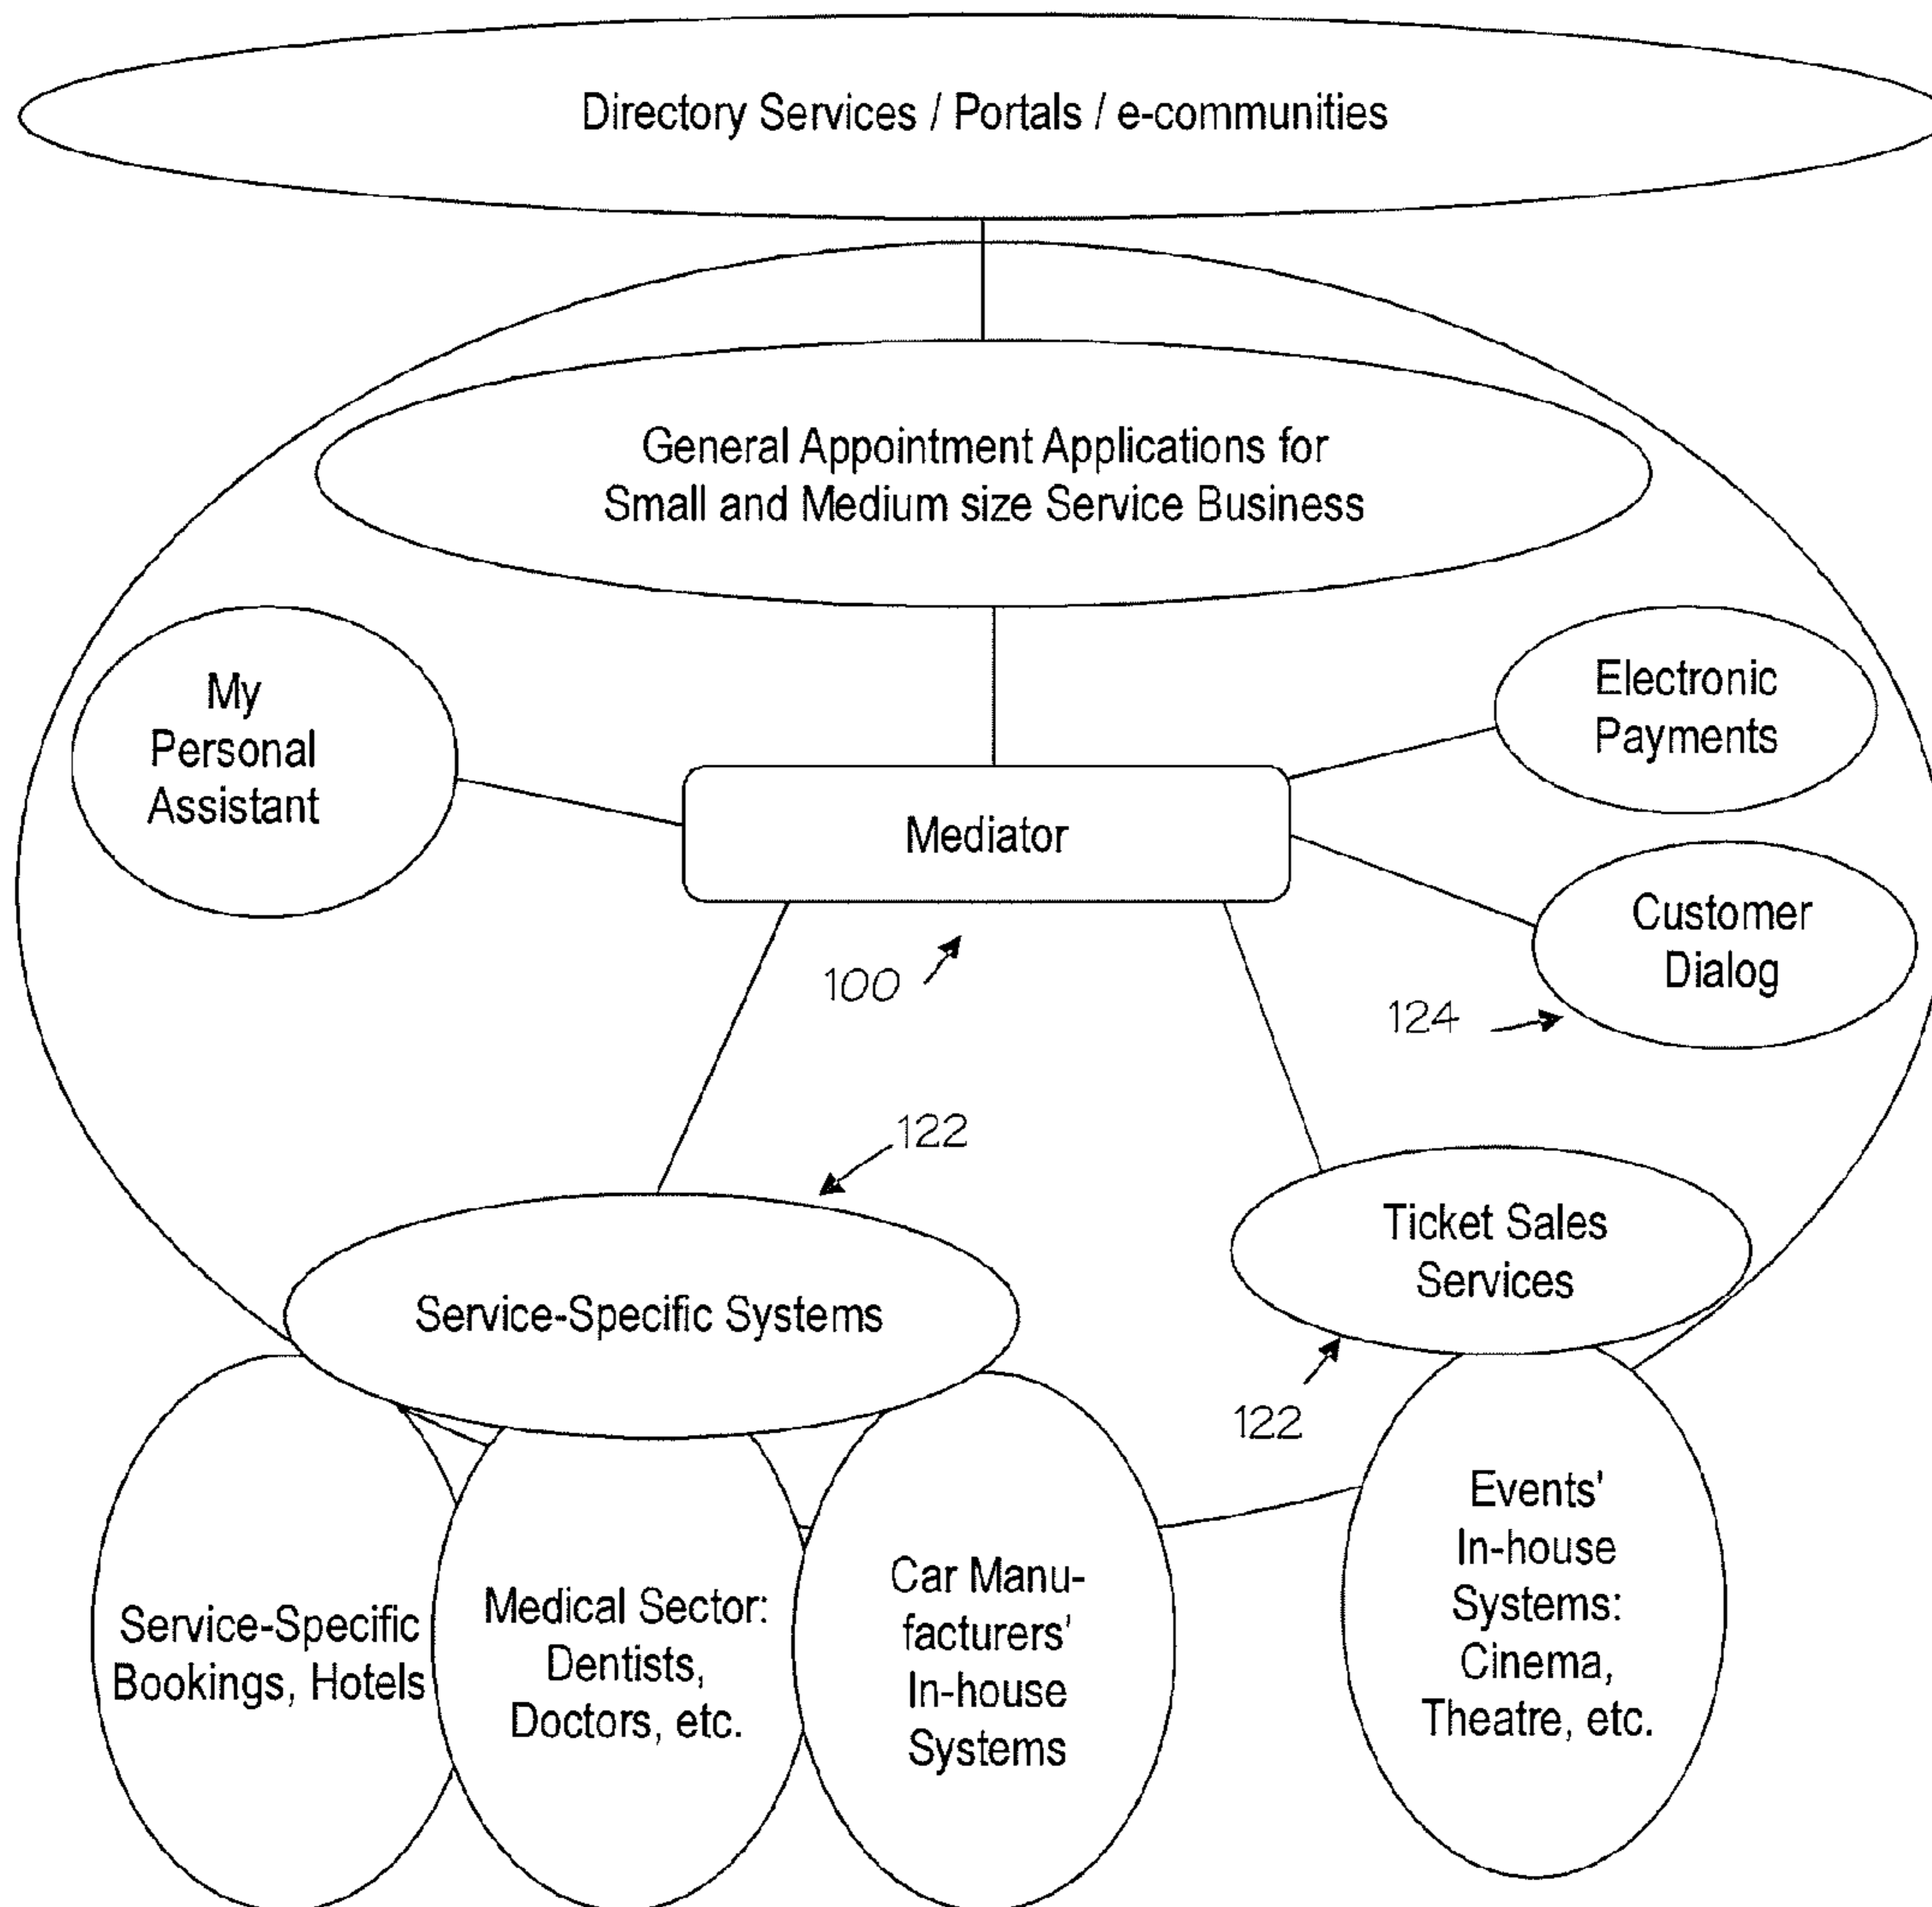 Directory Services / Portals / e-communities
General Appointment Applications for
Small and Medium size Service Business
My
Personal
Assistant
Electronic
Payments
Mediator
Customer
Dialog
100
124
122
Ticket Sales
Services
Service-Specific Systems
122
Service-Specific
Bookings, Hotels
Medical Sector:
Dentists,
Doctors, etc.
Car Manu-
facturers'
In-house
Systems
Events'
In-house
Systems:
Cinema,
Theatre, etc.